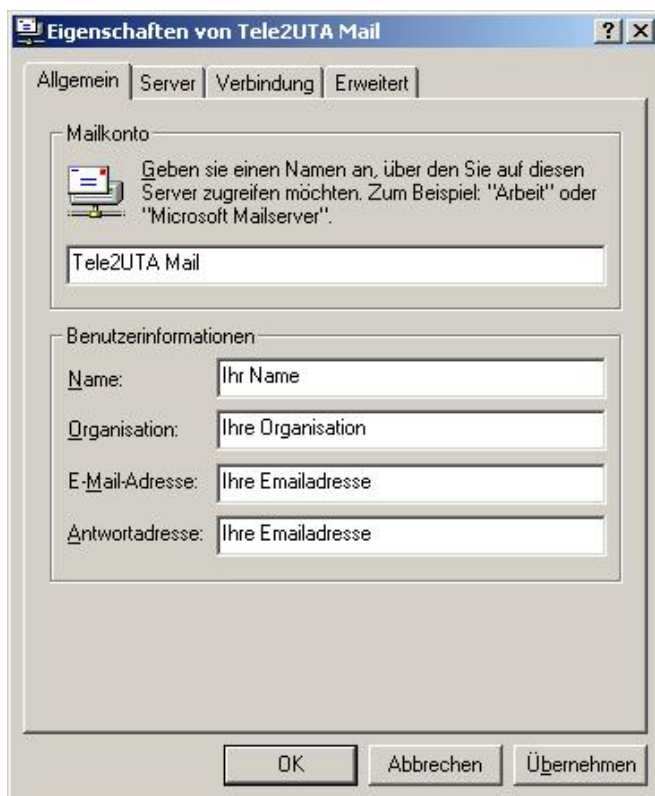 Eigenschaften von Tele2UTA Mail
Allgemein Server Verbindung Erweitert
Mailkonto
Geben sie einen Namen an, über den Sie auf diesen
Server zugreifen möchten. Zum Beispiel: "Arbeit" oder
"Microsoft Mailserver".
Tele2UTA Mail
Benutzerinformationen
Name: Ihr Name
Organisation: Ihre Organisation
E-Mail-Adresse: Ihre Emailadresse
Antwortadresse: Ihre Emailadresse
OK Abbrechen Übernehmen